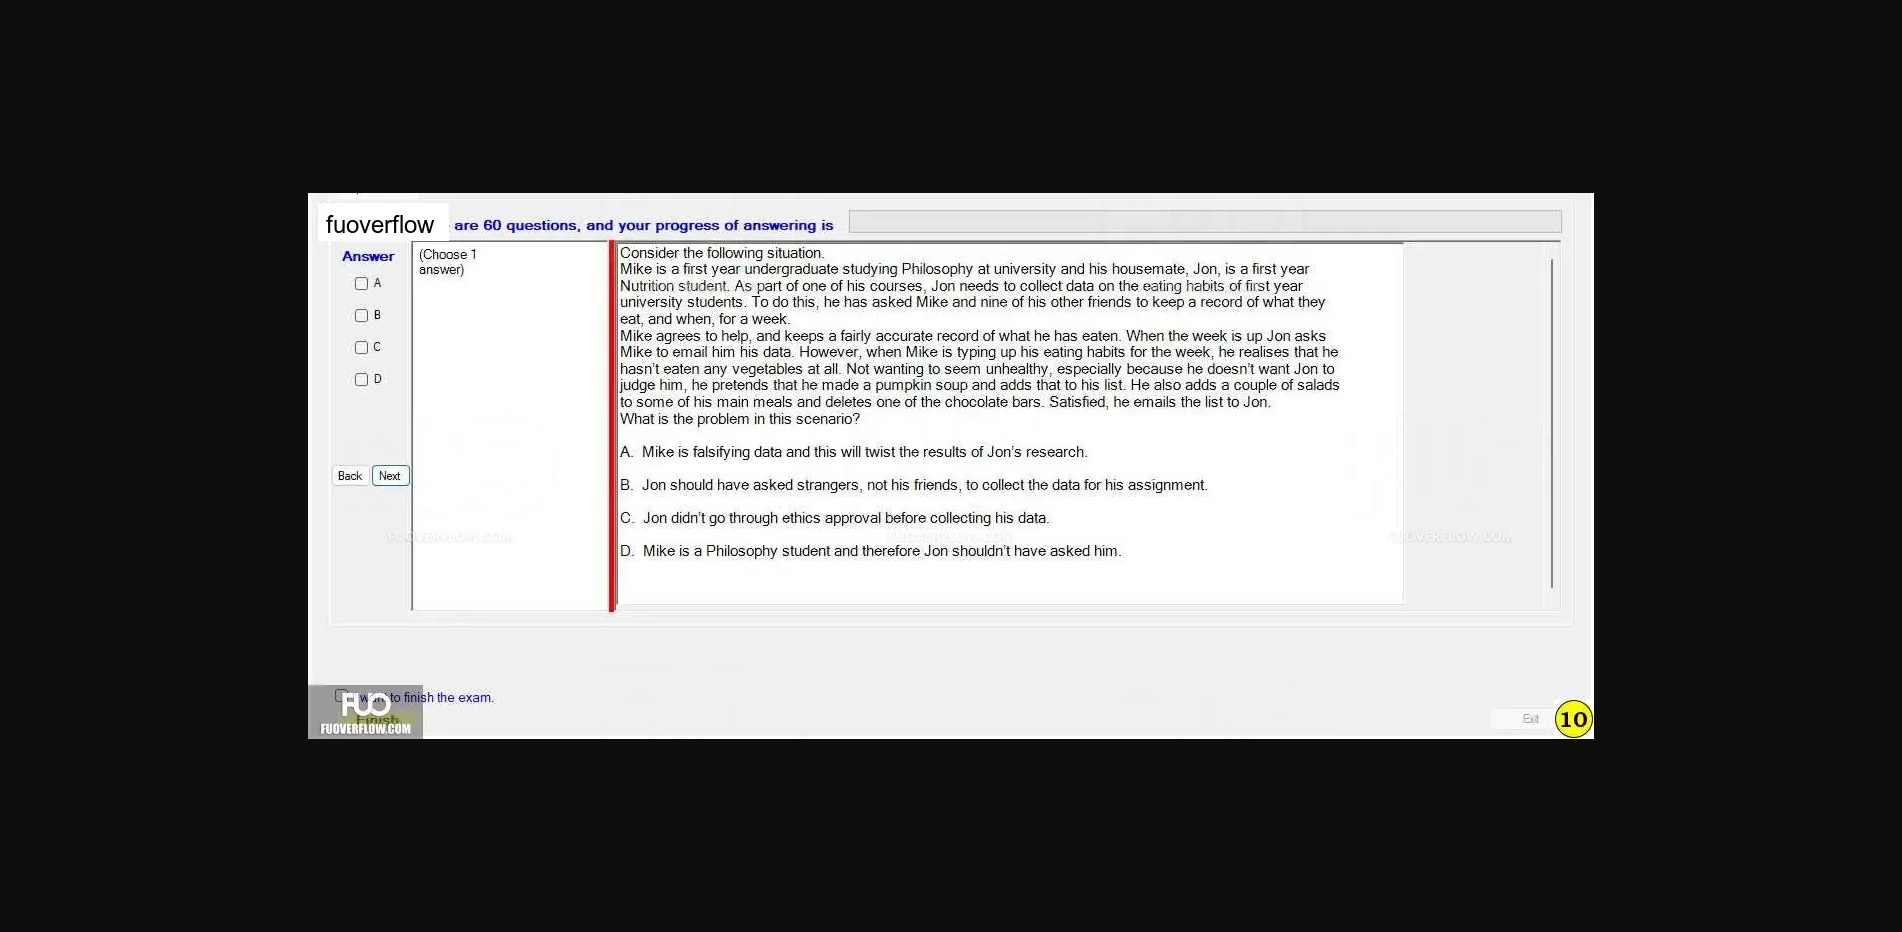 fuoverflow are 60 questions, and your progress of answering is
Answer
(Choose 1
answer)
A
B
C
D
Back Next
Consider the following situation.
Mike is a first year undergraduate studying Philosophy at university and his housemate, Jon, is a first year
Nutrition student. As part of one of his courses, Jon needs to collect data on the eating habits of first year
university students. To do this, he has asked Mike and nine of his other friends to keep a record of what they
eat, and when, for a week.
Mike agrees to help, and keeps a fairly accurate record of what he has eaten. When the week is up Jon asks
Mike to email him his data. However, when Mike is typing up his eating habits for the week, he realises that he
hasn't eaten any vegetables at all. Not wanting to seem unhealthy, especially because he doesn't want Jon to
judge him, he pretends that he made a pumpkin soup and adds that to his list. He also adds a couple of salads
to some of his main meals and deletes one of the chocolate bars. Satisfied, he emails the list to Jon.
What is the problem in this scenario?
A. Mike is falsifying data and this will twist the results of Jon's research.
B. Jon should have asked strangers, not his friends, to collect the data for his assignment.
C. Jon didn't go through ethics approval before collecting his data.
D. Mike is a Philosophy student and therefore Jon shouldn't have asked him.
FUOVERFLOW.COM
FUOVERFLOW.COM
FUOVERFLOW.COM
want to finish the exam.
FUO
Finish
FUOVERFLOW.COM
Exit
10